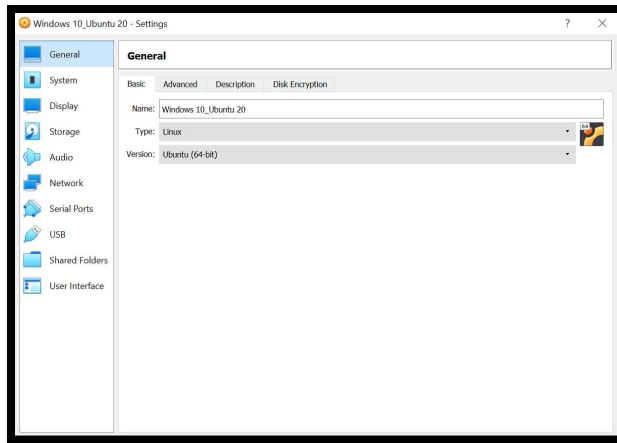 Windows 10_Ubuntu 20 - Settings ? ×
General
System
Display
Storage
Audio
Network
Serial Ports
USB
Shared Folders
User Interface
General
Basic Advanced Description Disk Encryption
Name: Windows 10_Ubuntu 20
Type: Linux
64
Version: Ubuntu (64-bit)